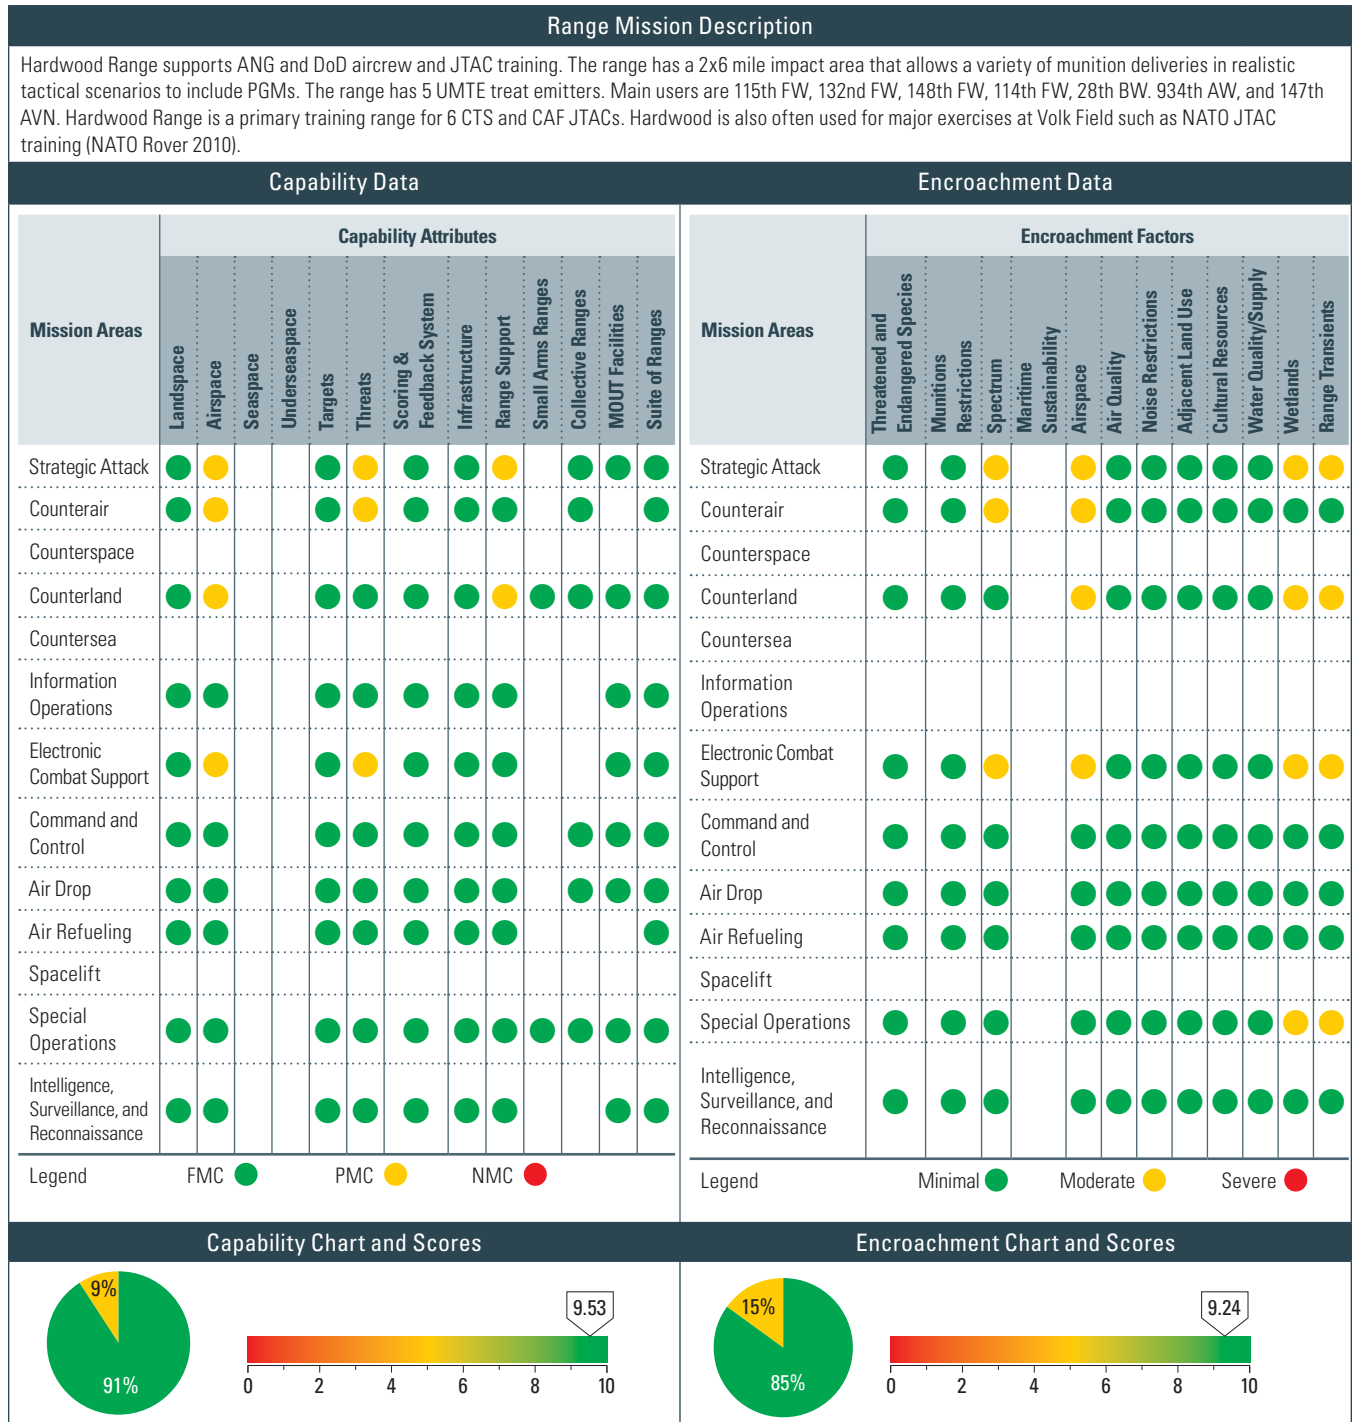 Range Mission Description
Hardwood Range supports ANG and DoD aircrew and JTAC training. The range has a 2x6 mile impact area that allows a variety of munition deliveries in realistic
tactical scenarios to include PGMs. The range has 5 UMTE treat emitters. Main users are 115th FW, 132nd FW, 148th FW, 114th FW, 28th BW. 934th AW, and 147th
AVN. Hardwood Range is a primary training range for 6 CTS and CAF JTACs. Hardwood is also often used for major exercises at Volk Field such as NATO JTAC
training (NATO Rover 2010).
Capability Data
Mission Areas
Capability Attributes
Landspace
Airspace
Seaspace
Underseaspace
Targets
Threats
Scoring &
Feedback System
Infrastructure
Range Support
Small Arms Ranges
Collective Ranges
MOUT Facilities
Suite of Ranges
Strategic Attack
Counterair
Counterspace
Counterland
Countersea
Information
Operations
Electronic
Combat Support
Command and
Control
Air Drop
Air Refueling
Spacelift
Special
Operations
Intelligence,
Surveillance, and
Reconnaissance
Legend
FMC
PMC
NMC
Encroachment Data
Mission Areas
Encroachment Factors
Threatened and
Endangered Species
Munitions
Restrictions
Spectrum
Maritime
Sustainability
Airspace
Air Quality
Noise Restrictions
Adjacent Land Use
Cultural Resources
Water Quality/Supply
Wetlands
Range Transients
Strategic Attack
Counterair
Counterspace
Counterland
Countersea
Information
Operations
Electronic Combat
Support
Command and
Control
Air Drop
Air Refueling
Spacelift
Special Operations
Intelligence,
Surveillance, and
Reconnaissance
Legend
Minimal
Moderate
Severe
Capability Chart and Scores
9%
91%
9.53
0 2 4 6 8 10
Encroachment Chart and Scores
15%
85%
9.24
0 2 4 6 8 10